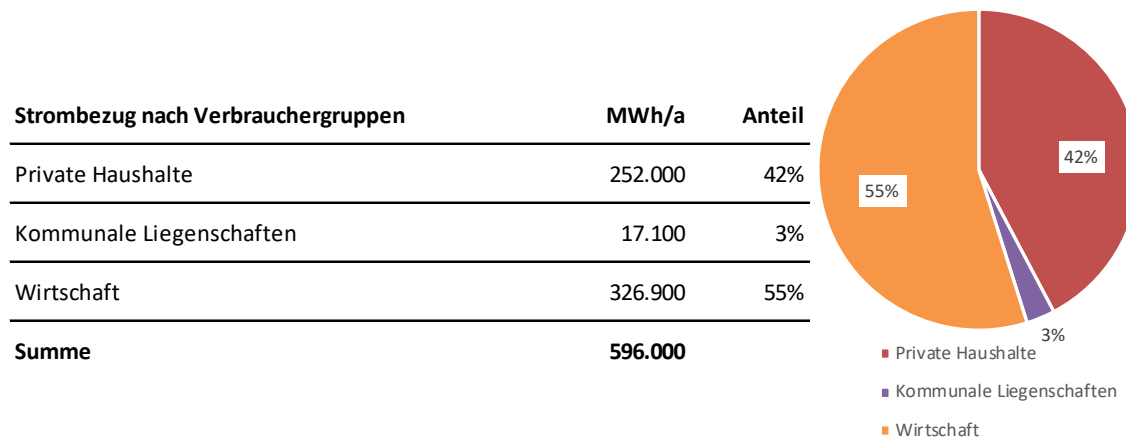 Strombezug nach Verbrauchergruppen MWh/a Anteil
Private Haushalte 252.000 42%
Kommunale Liegenschaften 17.100 3%
Wirtschaft 326.900 55%
Summe 596.000
42%
55%
3%
Private Haushalte
Kommunale Liegenschaften
Wirtschaft